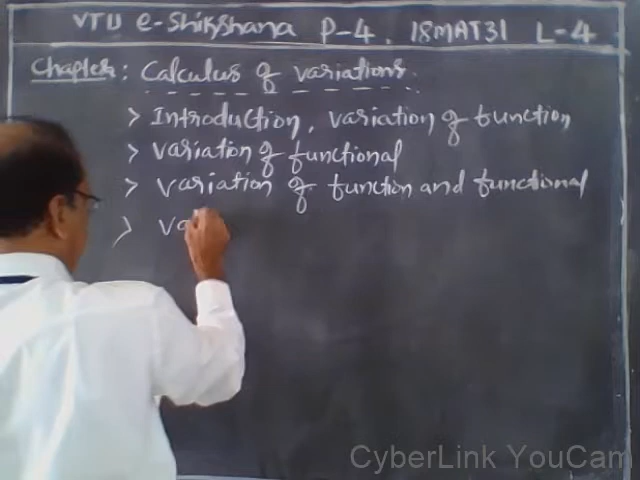 VTU e-Shikshana P-4, 18MAT31 L-4
Chapter: Calculus of variations.
> Introduction, variation of function
> variation of functional
> variation of function and functional
> va
CyberLink YouCam